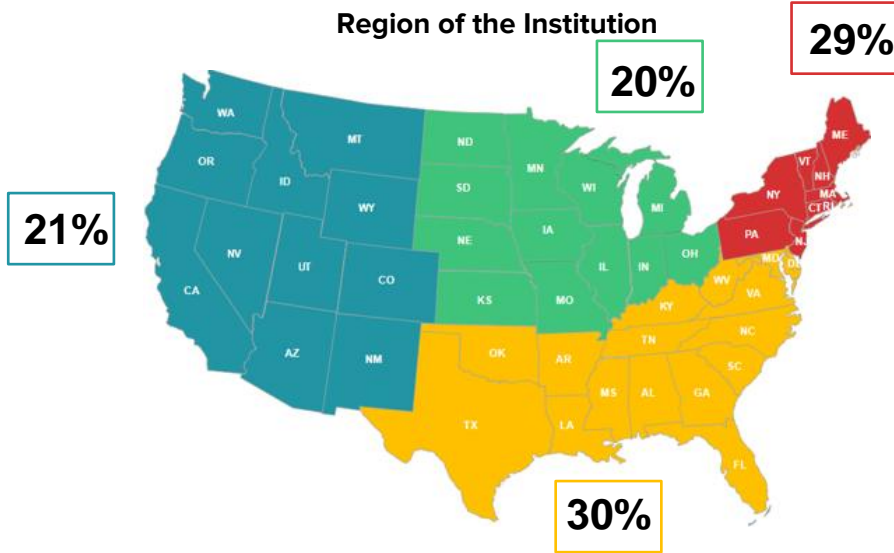 Region of the Institution
29%
20%
21%
30%
WA
MT
ND
MN
ME
OR
ID
SD
WI
VT
NH
WY
MI
NY
MA
CT RI
NE
IA
PA
NJ
NV
UT
CO
IL
IN
OH
MD
DE
CA
KS
MO
WV
VA
KY
AZ
NM
OK
AR
TN
NC
SC
MS
AL
GA
TX
LA
FL